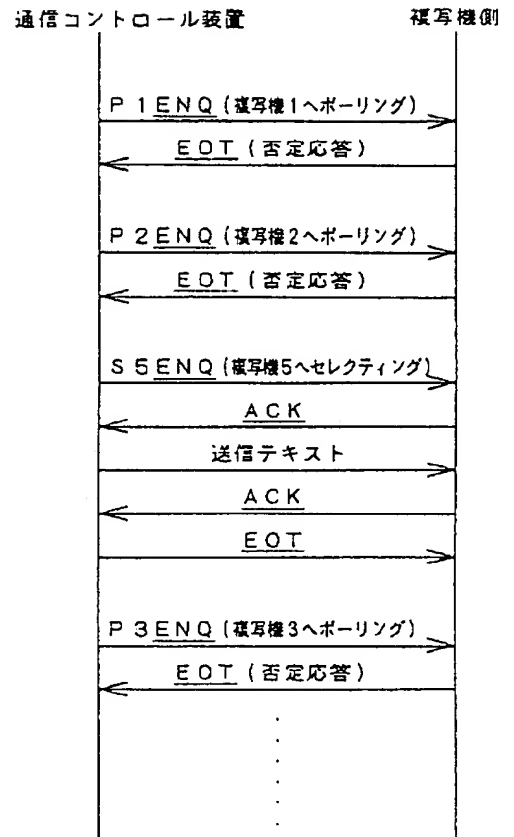 通信コントロール装置 複写機側
P1ENQ(複写機1へポーリング)
EOT(否定応答)
P2ENQ(複写機2へポーリング)
EOT(否定応答)
S5ENQ(複写機5へセレクティング)
ACK
送信テキスト
ACK
EOT
P3ENQ(複写機3へポーリング)
EOT(否定応答)